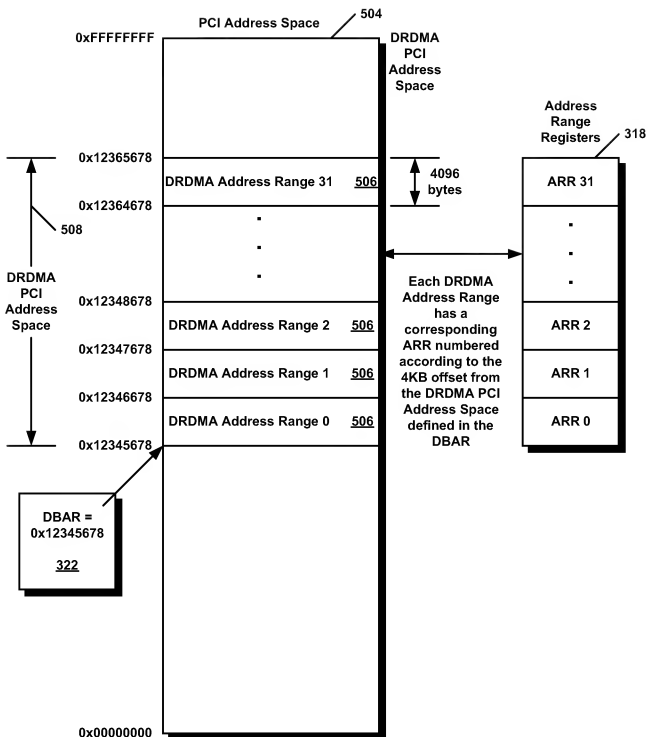 PCI Address Space
504
0xFFFFFFFF
DRDMA
PCI
Address
Space
Address
Range
Registers
318
0x12365678
DRDMA Address Range 31 506
4096
bytes
ARR 31
0x12364678
508
DRDMA
PCI
Address
Space
0x12348678
DRDMA Address Range 2 506
ARR 2
0x12347678
DRDMA Address Range 1 506
ARR 1
0x12346678
DRDMA Address Range 0 506
ARR 0
0x12345678
Each DRDMA
Address Range
has a
corresponding
ARR numbered
according to the
4KB offset from
the DRDMA PCI
Address Space
defined in the
DBAR
DBAR =
0x12345678
322
0x00000000